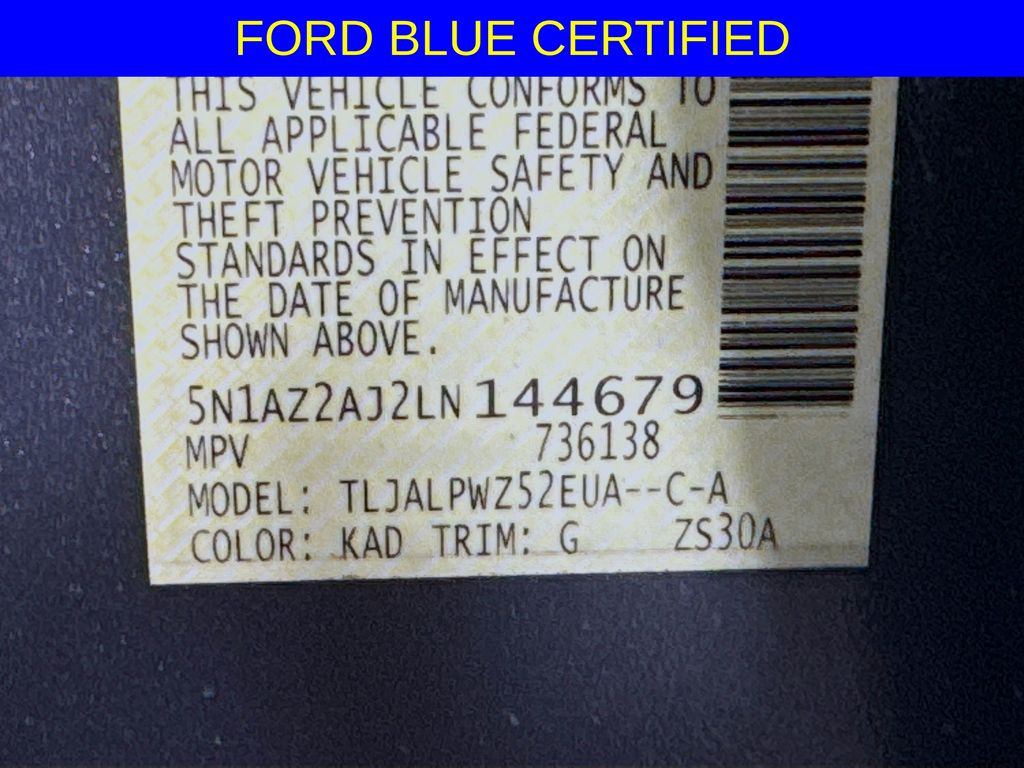 FORD BLUE CERTIFIED
THIS VEHICLE CONFORMS TO
ALL APPLICABLE FEDERAL
MOTOR VEHICLE SAFETY AND
THEFT PREVENTION
STANDARDS IN EFFECT ON
THE DATE OF MANUFACTURE
SHOWN ABOVE.
5N1AZ2AJ2LN144679
MPV 736138
MODEL: TLJALPWZ52EUA--C-A
COLOR: KAD TRIM: G ZS30A